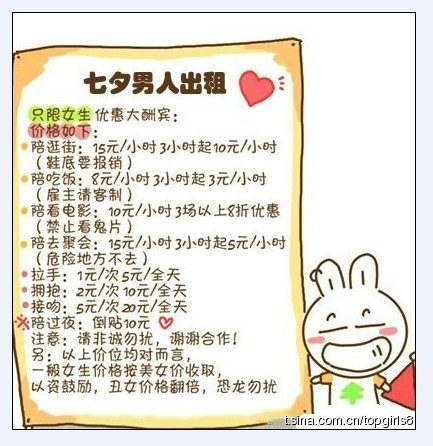 七夕男人出租
只限女生优惠大酬宾：
价格如下：
陪逛街：15元/小时 3小时起10元/小时
（鞋底要报销）
陪吃饭：8元/小时 3小时起3元/小时
（雇主请客制）
陪看电影：10元/小时 3场以上8折优惠
（禁止看鬼片）
陪去聚会：15元/小时 3小时起5元/小时
（危险地方不去）
拉手：1元/次 5元/全天
拥抱：2元/次 10元/全天
接吻：5元/次 20元/全天
※陪过夜：倒贴10元
注意：请非诚勿扰，谢谢合作！
另：以上价位均对而言，
一般女生价格按美女价收取，
以资鼓励，丑女价格翻倍，恐龙勿扰
t.sina.com.cn/topgirls8